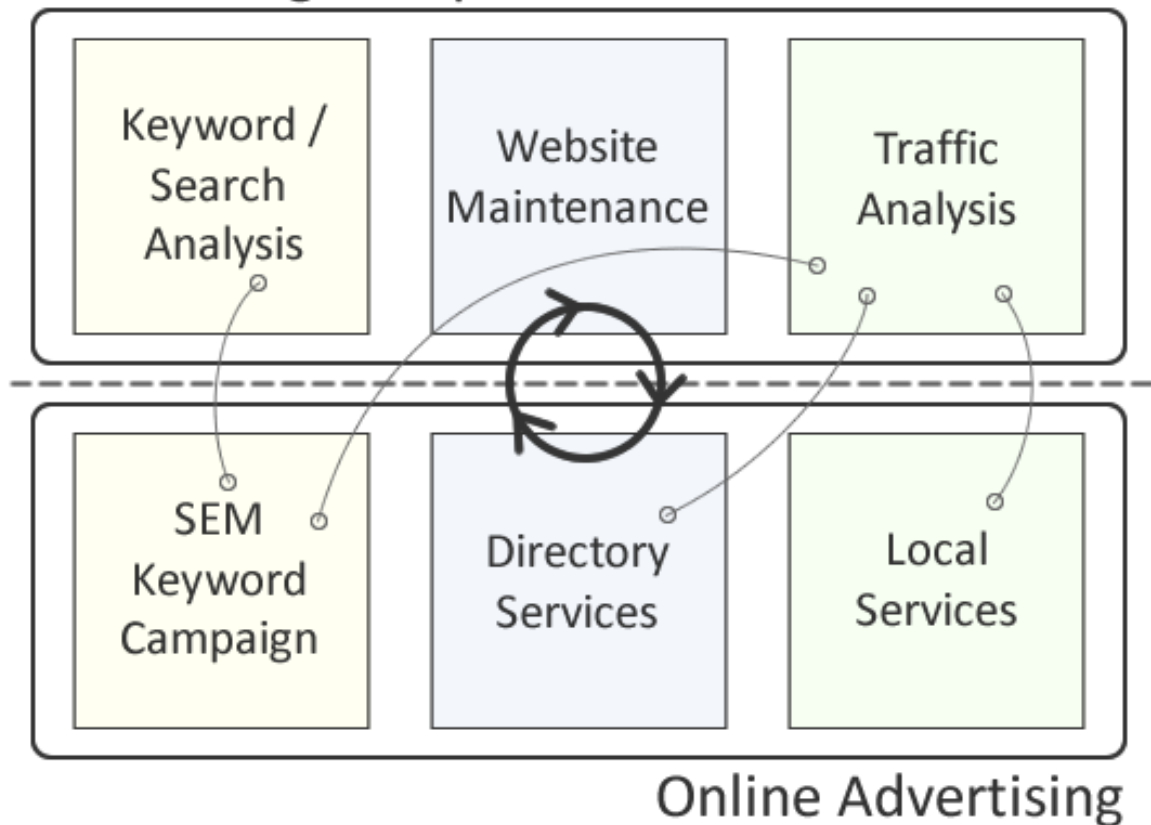 Keyword /
Search
Analysis
Website
Maintenance
Traffic
Analysis
SEM
Keyword
Campaign
Directory
Services
Local
Services
Online Advertising